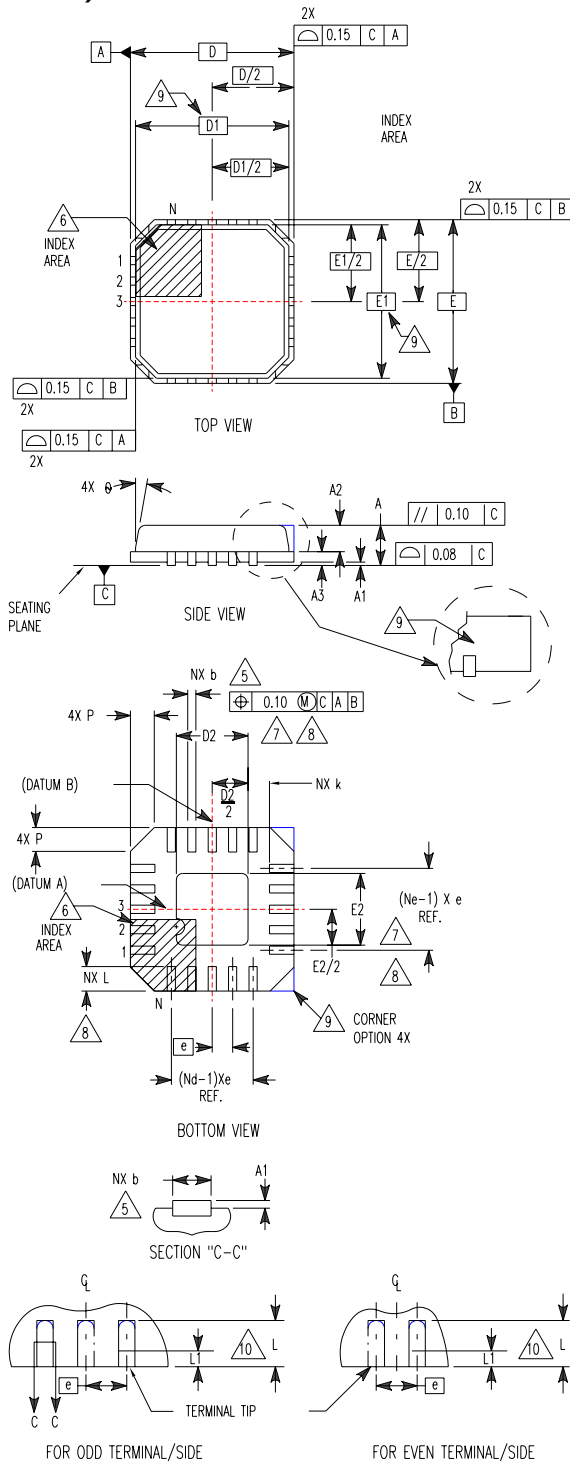 2X
0.15 C A
A
D
D/2
9
D1
D1/2
INDEX
AREA
2X
0.15 C B
N
6
INDEX
AREA
1
2
3
E1/2
E/2
E1
E
9
0.15 C B
2X
0.15 C A
2X
B
TOP VIEW
4X θ
A2
A
// 0.10 C
0.08 C
C
SEATING
PLANE
A3
A1
SIDE VIEW
9
NX b
5
0.10 M C A B
4X P
D2
7
8
(DATUM B)
D2
2
NX k
4X P
(DATUM A)
6
INDEX
AREA
3
2
1
E2
E2/2
(Ne-1) X e
REF.
7
8
NX L
8
N
e
9
CORNER
OPTION 4X
(Nd-1)Xe
REF.
BOTTOM VIEW
NX b
5
A1
SECTION "C-C"
C L
L
10
L1
e
C C
TERMINAL TIP
C L
L
10
L1
e
FOR ODD TERMINAL/SIDE
FOR EVEN TERMINAL/SIDE